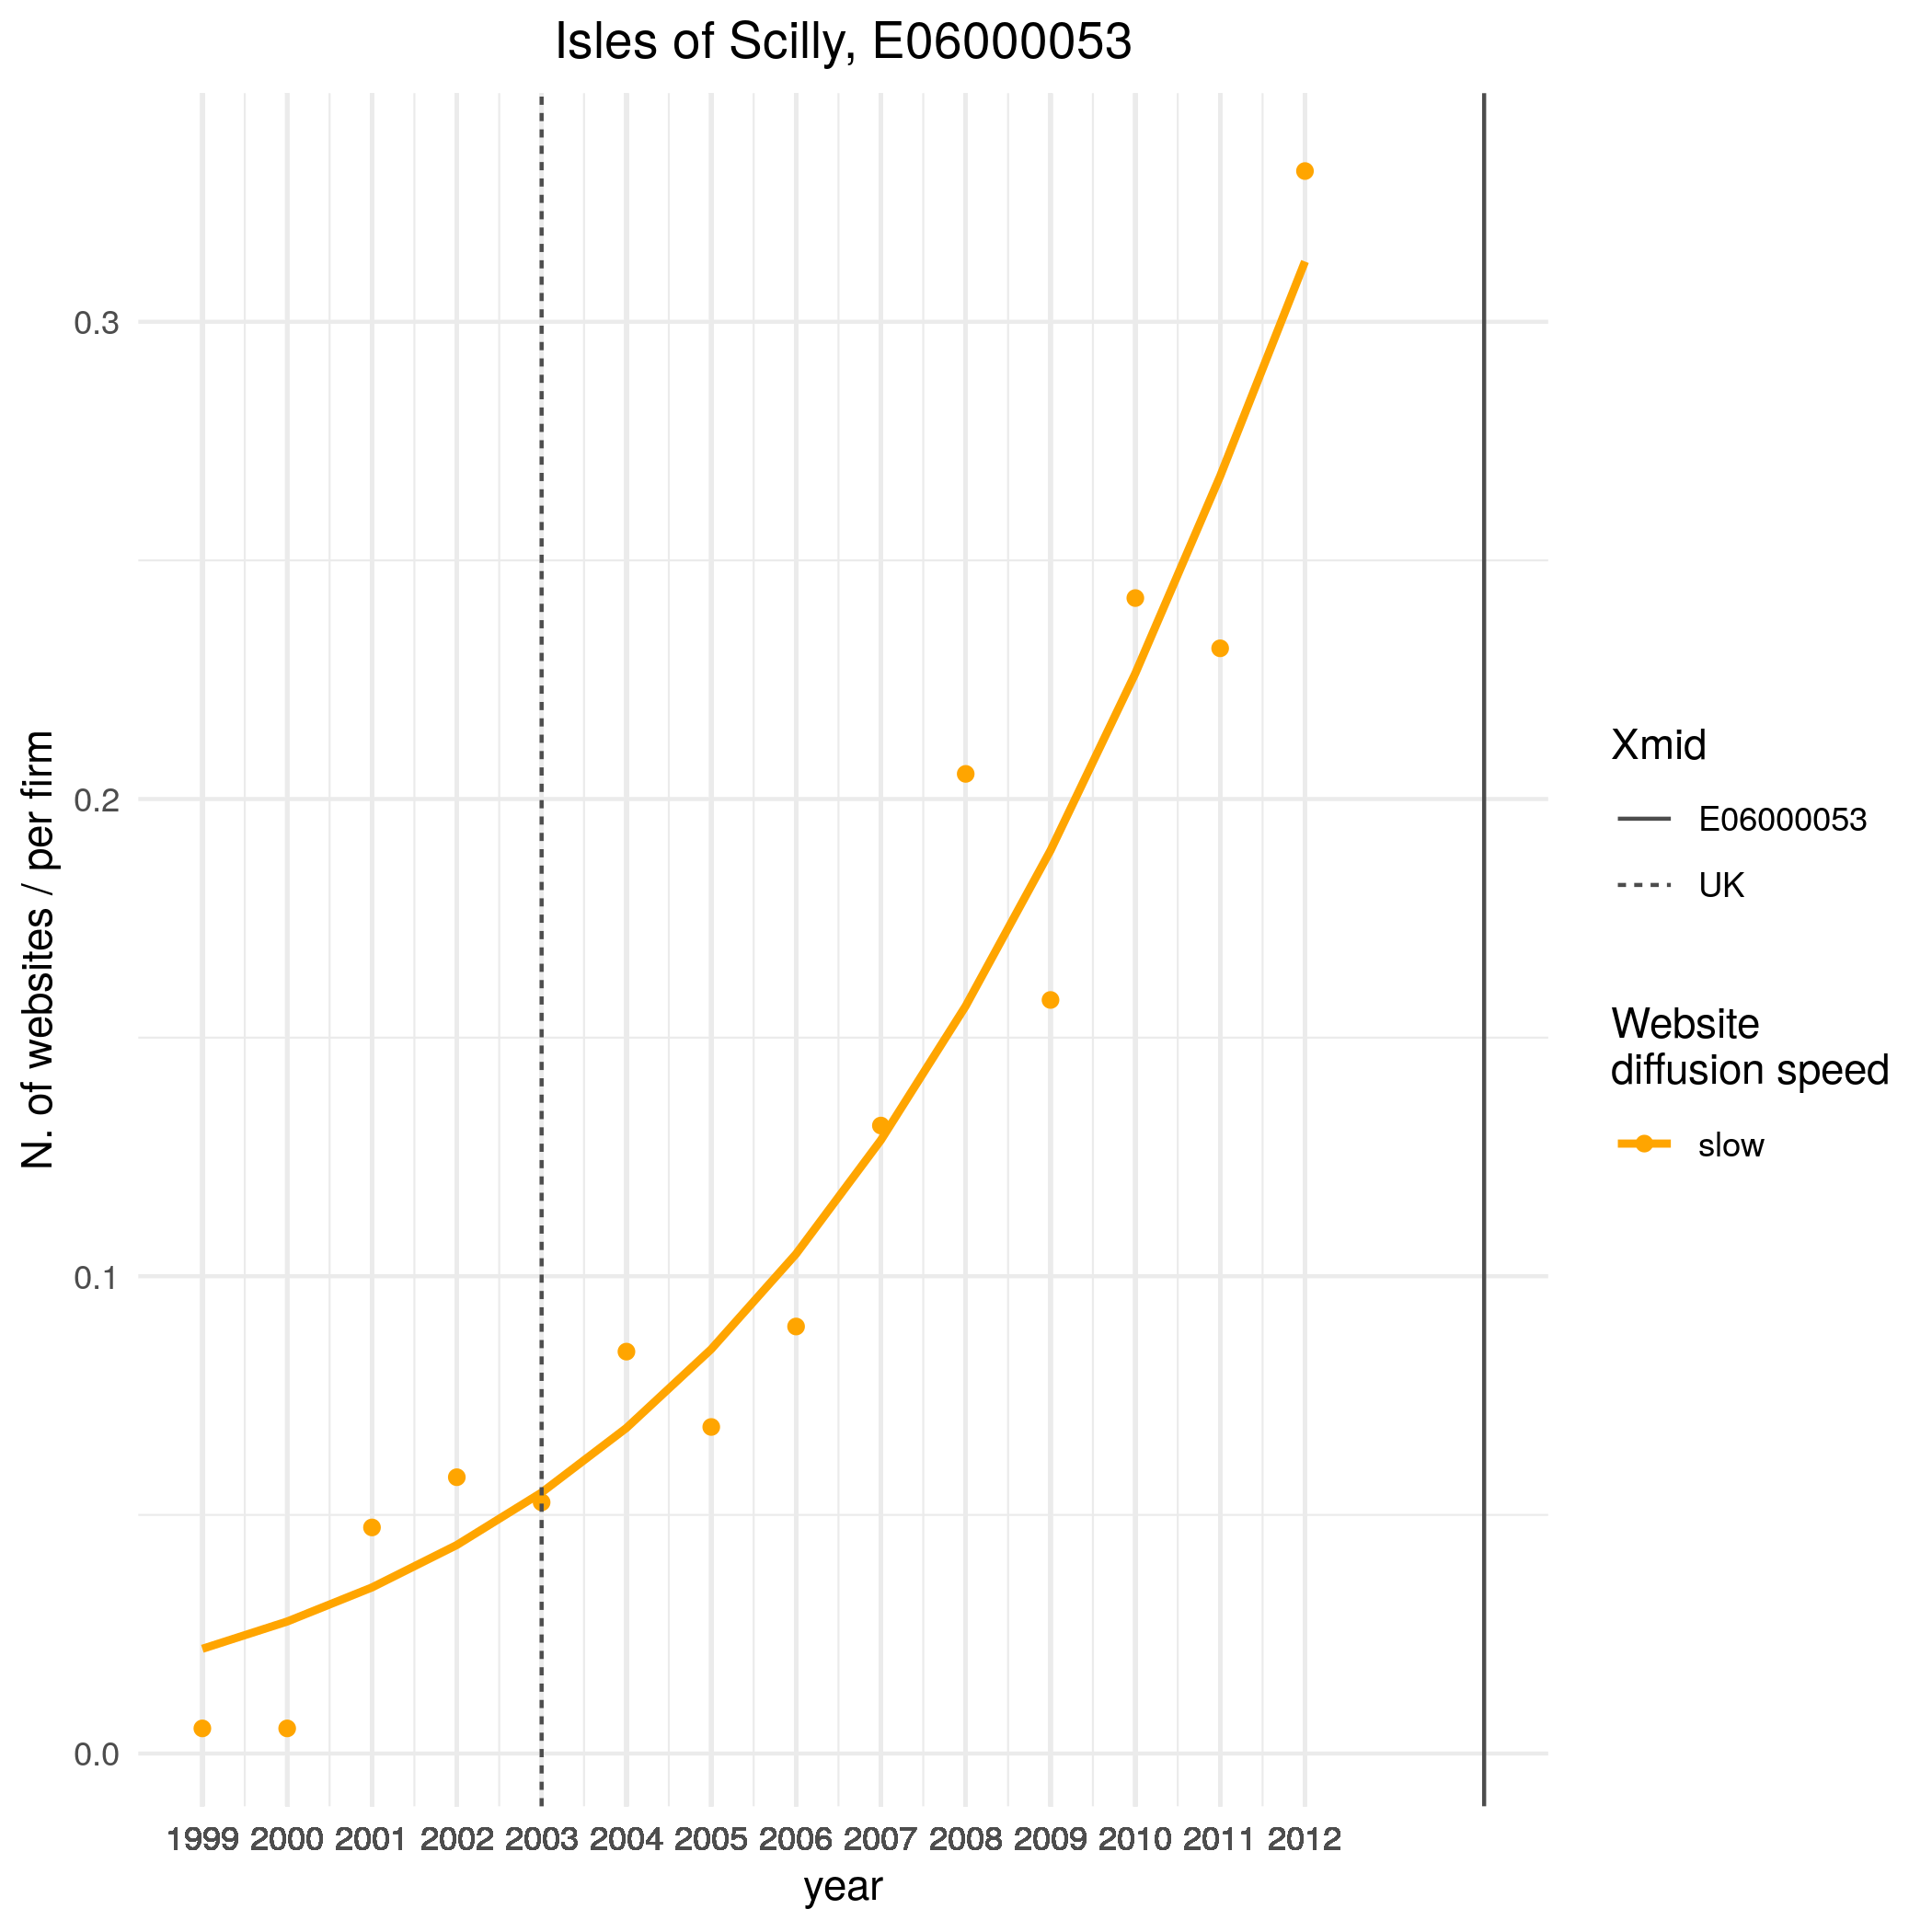 Isles of Scilly, E06000053
N. of websites / per firm
0.3
0.2
0.1
0.0
1999 2000 2001 2002 2003 2004 2005 2006 2007 2008 2009 2010 2011 2012
year
Xmid
E06000053
UK
Website
diffusion speed
slow